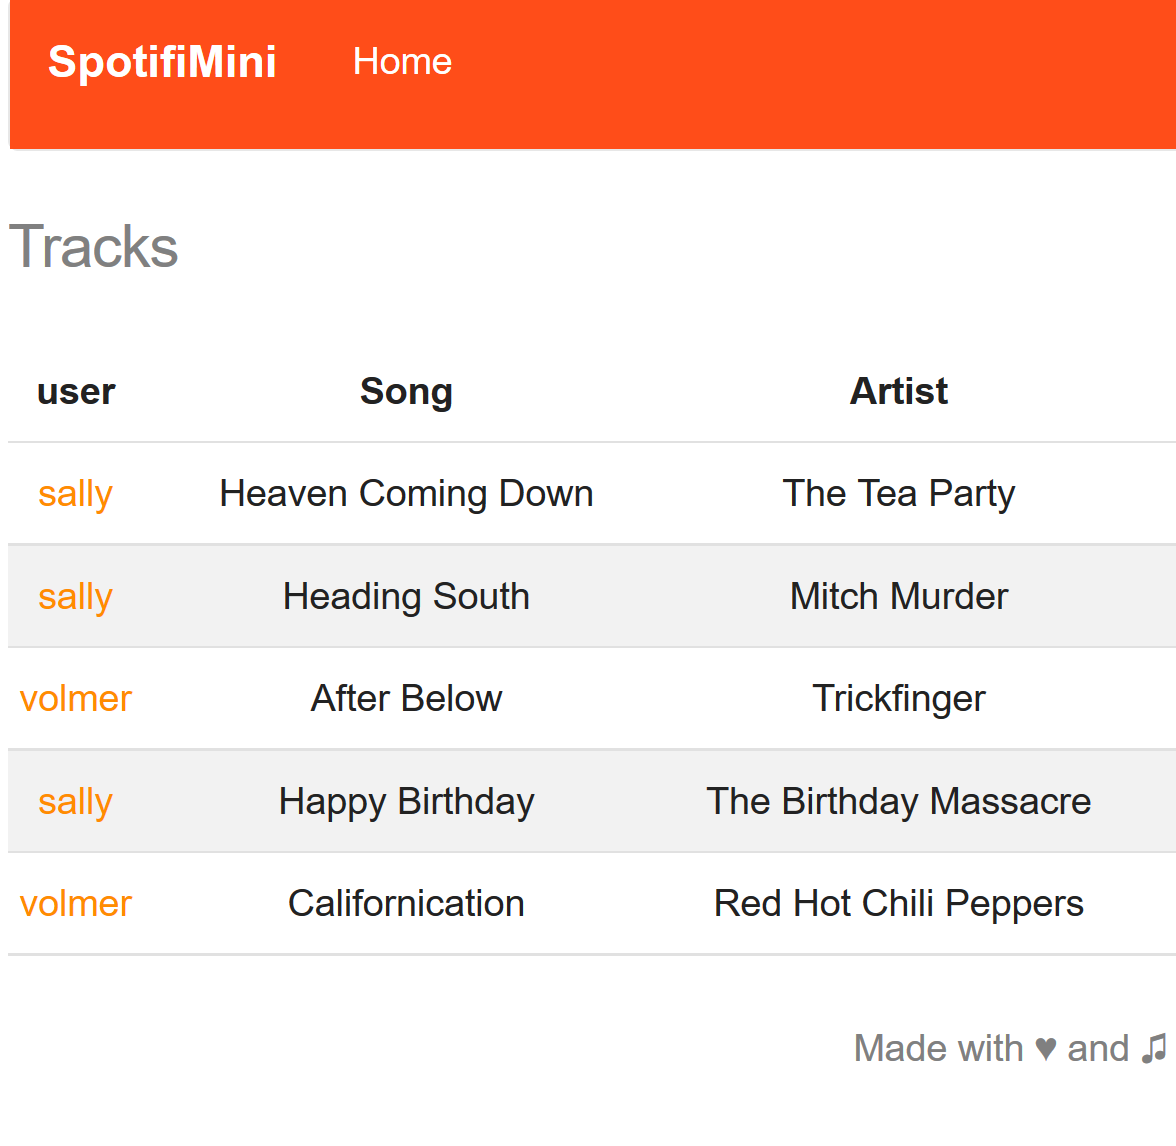 SpotifiMini Home
Tracks
user Song Artist
sally Heaven Coming Down The Tea Party
sally Heading South Mitch Murder
volmer After Below Trickfinger
sally Happy Birthday The Birthday Massacre
volmer Californication Red Hot Chili Peppers
Made with ♥ and ♫